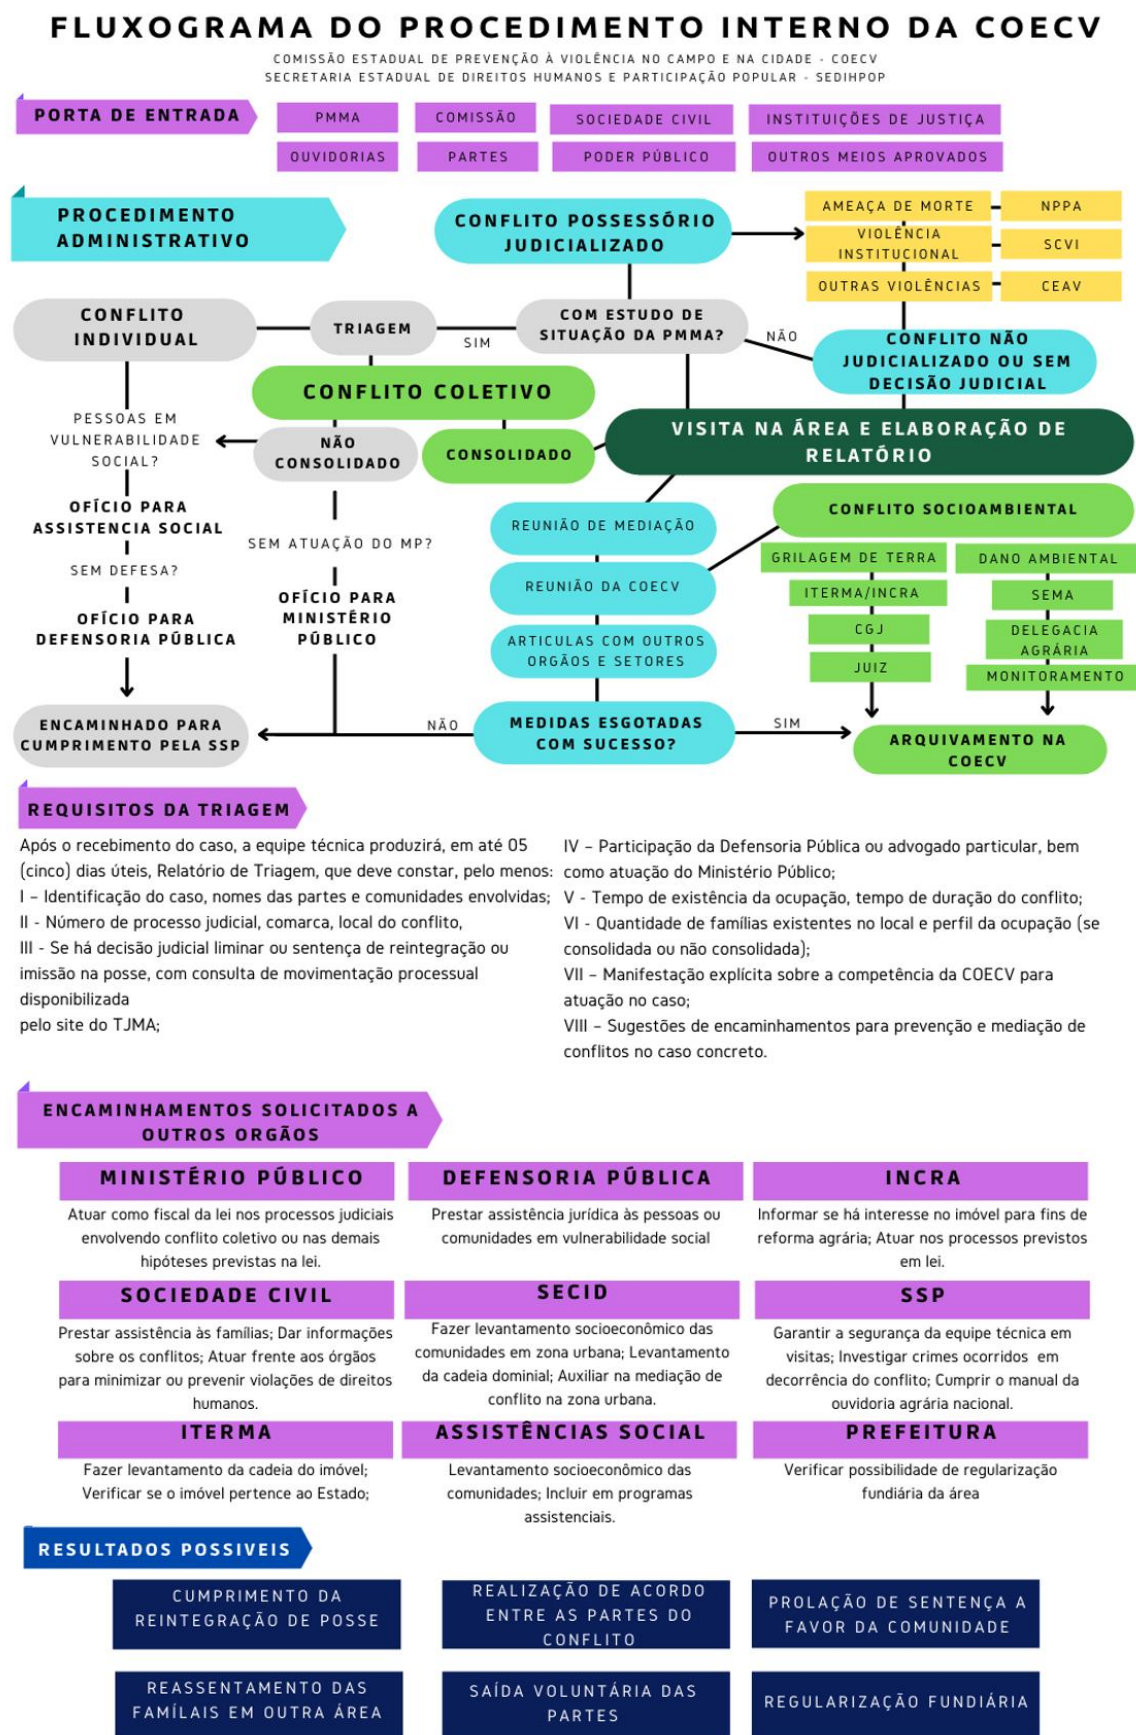 FLUXOGRAMA DO PROCEDIMENTO INTERNO DA COECV
COMISSÃO ESTADUAL DE PREVENÇÃO À VIOLÊNCIA NO CAMPO E NA CIDADE - COECV
SECRETARIA ESTADUAL DE DIREITOS HUMANOS E PARTICIPAÇÃO POPULAR - SEDIHPOP
PORTA DE ENTRADA
PMMA
COMISSÃO
SOCIEDADE CIVIL
INSTITUIÇÕES DE JUSTIÇA
OUVIDORIAS
PARTES
PODER PÚBLICO
OUTROS MEIOS APROVADOS
PROCEDIMENTO
ADMINISTRATIVO
CONFLITO POSSESSÓRIO
JUDICIALIZADO
AMEAÇA DE MORTE
NPPA
VIOLÊNCIA
INSTITUCIONAL
SCVI
OUTRAS VIOLÊNCIAS
CEAV
CONFLITO
INDIVIDUAL
TRIAGEM
SIM
COM ESTUDO DE
SITUAÇÃO DA PMMA?
NÃO
CONFLITO NÃO
JUDICIALIZADO OU SEM
DECISÃO JUDICIAL
CONFLITO COLETIVO
PESSOAS EM
VULNERABILIDADE
SOCIAL?
NÃO
CONSOLIDADO
CONSOLIDADO
VISITA NA ÁREA E ELABORAÇÃO DE
RELATÓRIO
OFÍCIO PARA
ASSISTENCIA SOCIAL
SEM DEFESA?
OFÍCIO PARA
DEFENSORIA PÚBLICA
SEM ATUAÇÃO DO MP?
OFÍCIO PARA
MINISTÉRIO
PÚBLICO
REUNIÃO DE MEDIAÇÃO
REUNIÃO DA COECV
ARTICULAS COM OUTROS
ORGÃOS E SETORES
CONFLITO SOCIOAMBIENTAL
GRILAGEM DE TERRA
ITERMA/INCRA
CGJ
JUIZ
DANO AMBIENTAL
SEMA
DELEGACIA
AGRÁRIA
MONITORAMENTO
ENCAMINHADO PARA
CUMPRIMENTO PELA SSP
NÃO
MEDIDAS ESGOTADAS
COM SUCESSO?
SIM
ARQUIVAMENTO NA
COECV
REQUISITOS DA TRIAGEM
Após o recebimento do caso, a equipe técnica produzirá, em até 05
(cinco) dias úteis, Relatório de Triagem, que deve constar, pelo menos:
I – Identificação do caso, nomes das partes e comunidades envolvidas;
II - Número de processo judicial, comarca, local do conflito,
III - Se há decisão judicial liminar ou sentença de reintegração ou
imissão na posse, com consulta de movimentação processual
disponibilizada
pelo site do TJMA;
IV – Participação da Defensoria Pública ou advogado particular, bem
como atuação do Ministério Público;
V - Tempo de existência da ocupação, tempo de duração do conflito;
VI - Quantidade de famílias existentes no local e perfil da ocupação (se
consolidada ou não consolidada);
VII – Manifestação explícita sobre a competência da COECV para
atuação no caso;
VIII – Sugestões de encaminhamentos para prevenção e mediação de
conflitos no caso concreto.
ENCAMINHAMENTOS SOLICITADOS A
OUTROS ORGÃOS
MINISTÉRIO PÚBLICO
Atuar como fiscal da lei nos processos judiciais
envolvendo conflito coletivo ou nas demais
hipóteses previstas na lei.
DEFENSORIA PÚBLICA
Prestar assistência jurídica às pessoas ou
comunidades em vulnerabilidade social
INCRA
Informar se há interesse no imóvel para fins de
reforma agrária; Atuar nos processos previstos
em lei.
SOCIEDADE CIVIL
Prestar assistência às famílias; Dar informações
sobre os conflitos; Atuar frente aos órgãos
para minimizar ou prevenir violações de direitos
humanos.
SECID
Fazer levantamento socioeconômico das
comunidades em zona urbana; Levantamento
da cadeia dominial; Auxiliar na mediação de
conflito na zona urbana.
SSP
Garantir a segurança da equipe técnica em
visitas; Investigar crimes ocorridos em
decorrência do conflito; Cumprir o manual da
ouvidoria agrária nacional.
ITERMA
Fazer levantamento da cadeia do imóvel;
Verificar se o imóvel pertence ao Estado;
ASSISTÊNCIAS SOCIAL
Levantamento socioeconômico das
comunidades; Incluir em programas
assistenciais.
PREFEITURA
Verificar possibilidade de regularização
fundiária da área
RESULTADOS POSSIVEIS
CUMPRIMENTO DA
REINTEGRAÇÃO DE POSSE
REALIZAÇÃO DE ACORDO
ENTRE AS PARTES DO
CONFLITO
PROLAÇÃO DE SENTENÇA A
FAVOR DA COMUNIDADE
REASSENTAMENTO DAS
FAMÍLAIS EM OUTRA ÁREA
SAÍDA VOLUNTÁRIA DAS
PARTES
REGULARIZAÇÃO FUNDIÁRIA